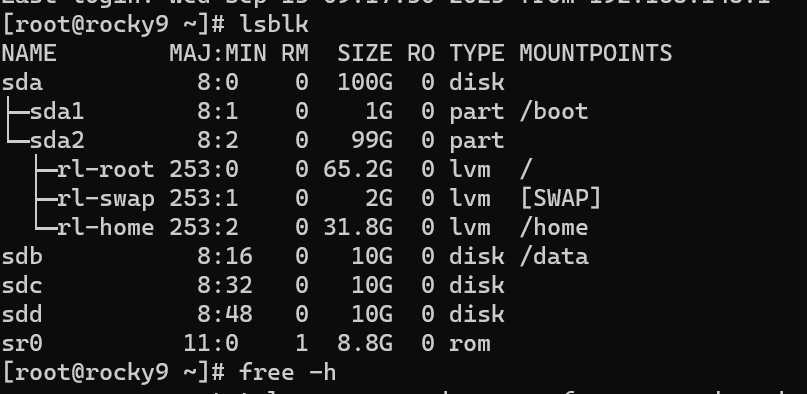 [root@rocky9 ~]# lsblk
NAME        MAJ:MIN RM  SIZE RO TYPE MOUNTPOINTS
sda           8:0    0  100G  0 disk
├─sda1        8:1    0    1G  0 part /boot
└─sda2        8:2    0   99G  0 part
  ├─rl-root 253:0    0 65.2G  0 lvm  /
  ├─rl-swap 253:1    0    2G  0 lvm  [SWAP]
  └─rl-home 253:2    0 31.8G  0 lvm  /home
sdb           8:16   0   10G  0 disk /data
sdc           8:32   0   10G  0 disk
sdd           8:48   0   10G  0 disk
sr0          11:0    1  8.8G  0 rom
[root@rocky9 ~]# free -h